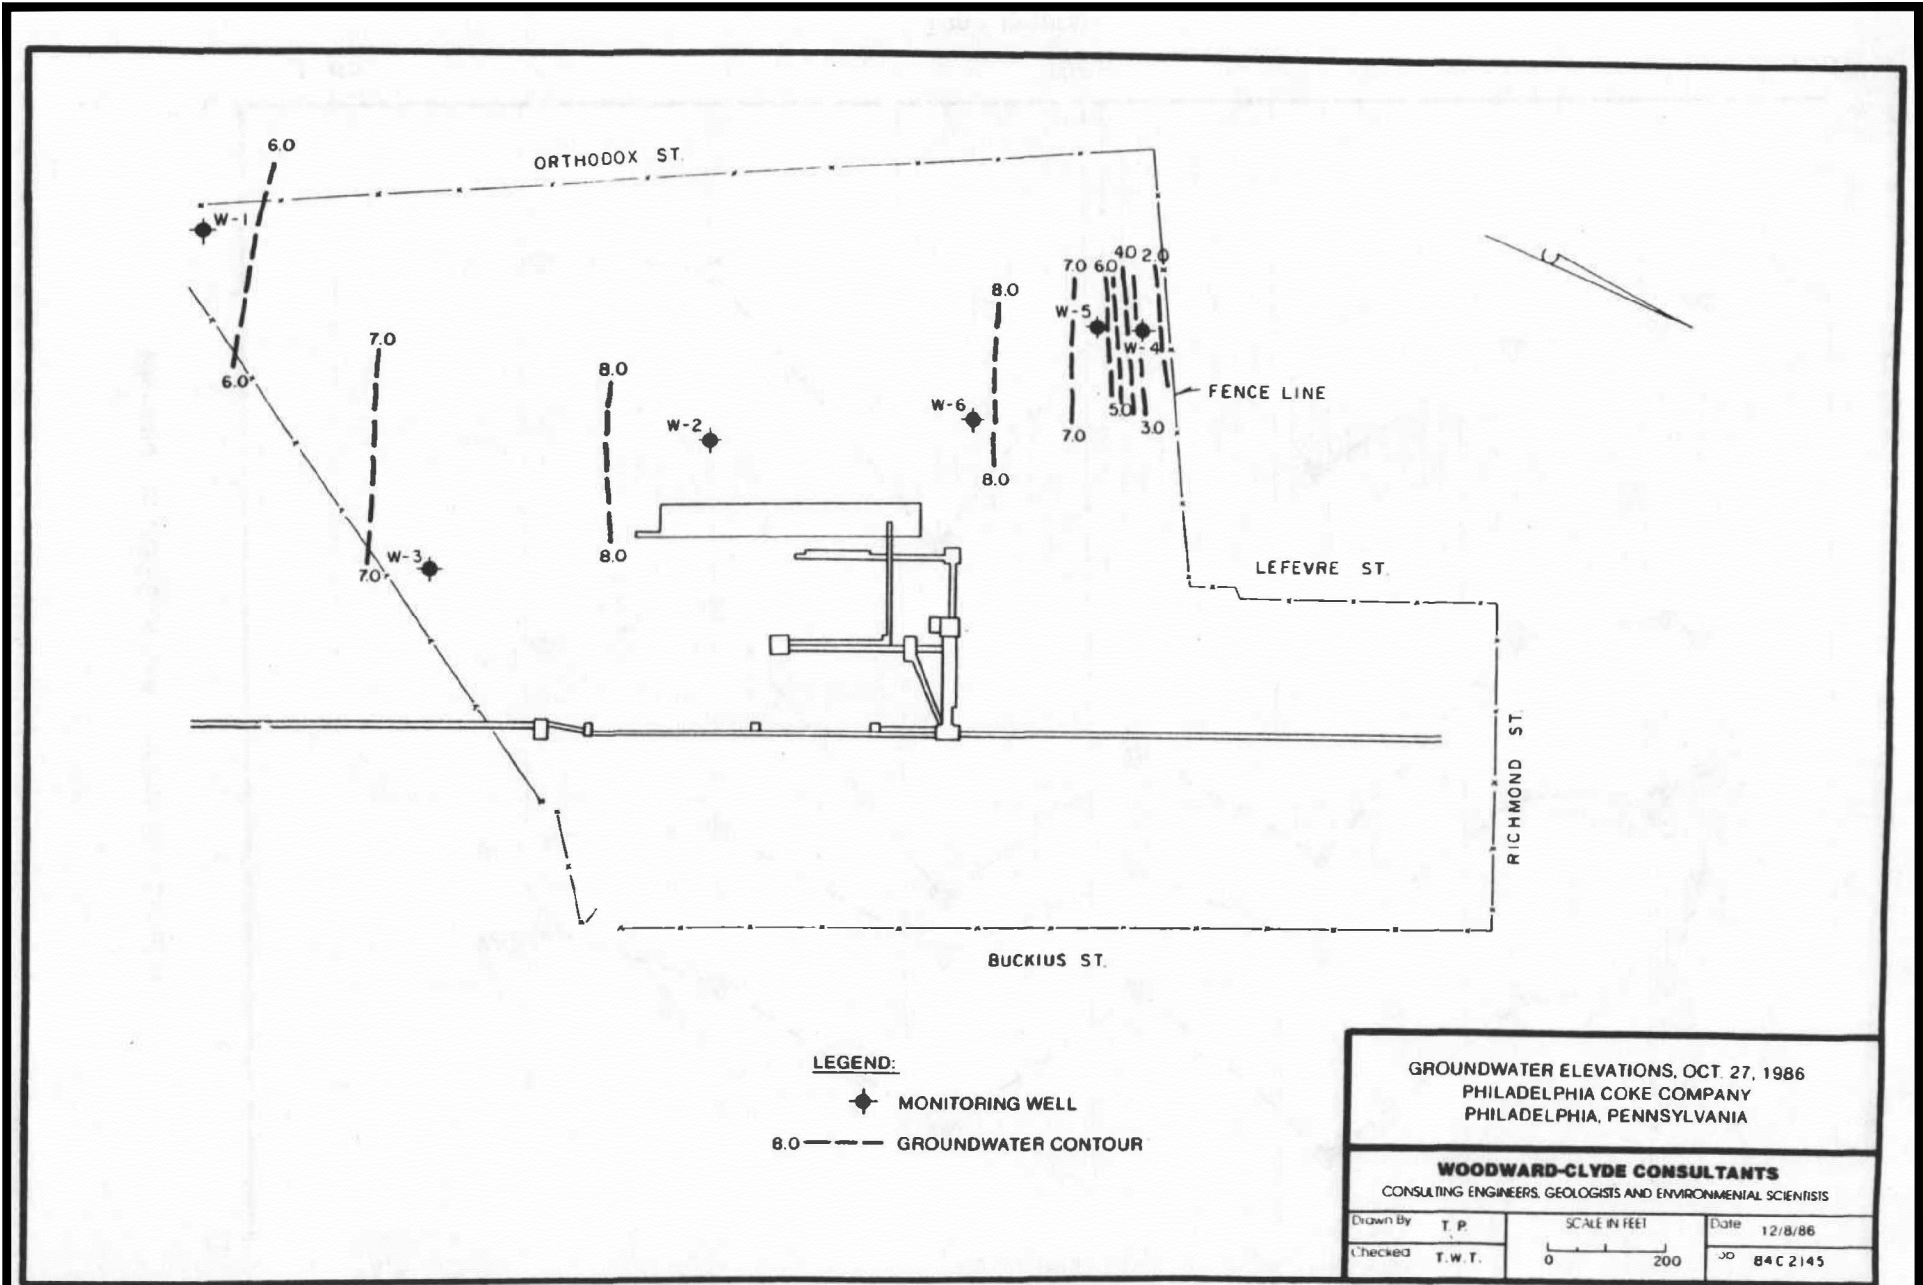 6.0
ORTHODOX ST.
W-1
6.0
7.0
7.0
W-3
8.0
8.0
W-2
W-6
8.0
8.0
7.0 6.0 4.0 2.0
W-5
W-4
5.0
3.0
7.0
FENCE LINE
LEFEVRE ST.
RICHMOND ST.
BUCKIUS ST.
LEGEND:
MONITORING WELL
8.0 GROUNDWATER CONTOUR
GROUNDWATER ELEVATIONS, OCT. 27, 1986
PHILADELPHIA COKE COMPANY
PHILADELPHIA, PENNSYLVANIA
WOODWARD-CLYDE CONSULTANTS
CONSULTING ENGINEERS, GEOLOGISTS AND ENVIRONMENTAL SCIENTISTS
Drawn By T. P.
SCALE IN FEET
0 200
Date 12/8/86
Checked T.W.T.
84C2145